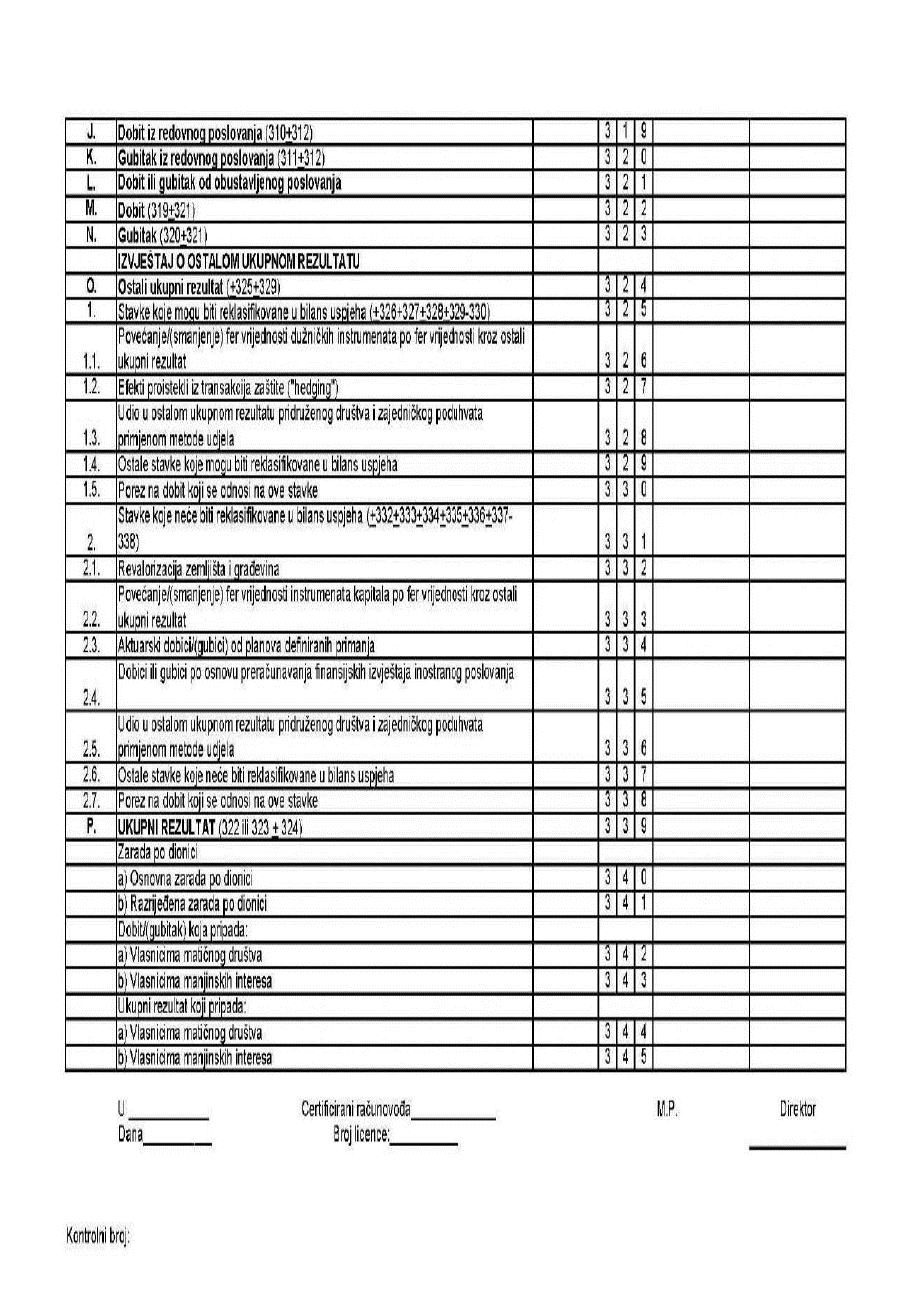 J. Dobit iz redovnog poslovanja (310±312) 3 1 9
K. Gubitak iz redovnog poslovanja (311±312) 3 2 0
L. Dobit ili gubitak od obustavljenog poslovanja 3 2 1
M. Dobit (319±321) 3 2 2
N. Gubitak (320±321) 3 2 3
IZVJEŠTAJ O OSTALOM UKUPNOM REZULTATU
O. Ostali ukupni rezultat (±325±329) 3 2 4
1. Stavke koje mogu biti reklasifikovane u bilans uspjeha (±326±327±328±329-330) 3 2 5
Povećanje/(smanjenje) fer vrijednosti dužničkih instrumenata po fer vrijednosti kroz ostali
1.1. ukupni rezultat 3 2 6
1.2. Efekti proistekli iz transakcija zaštite ("hedging") 3 2 7
Udio u ostalom ukupnom rezultatu pridruženog društva i zajedničkog poduhvata
1.3. primjenom metode udjela 3 2 8
1.4. Ostale stavke koje mogu biti reklasifikovane u bilans uspjeha 3 2 9
1.5. Porez na dobit koji se odnosi na ove stavke 3 3 0
Stavke koje neće biti reklasifikovane u bilans uspjeha (±332±333±334±335±336±337-
2. 338) 3 3 1
2.1. Revalorizacija zemljišta i građevina 3 3 2
Povećanje/(smanjenje) fer vrijednosti instrumenata kapitala po fer vrijednosti kroz ostali
2.2. ukupni rezultat 3 3 3
2.3. Aktuarski dobici/(gubici) od planova definiranih primanja 3 3 4
Dobici ili gubici po osnovu preračunavanja finansijskih izvještaja inostranog poslovanja
2.4. 3 3 5
Udio u ostalom ukupnom rezultatu pridruženog društva i zajedničkog poduhvata
2.5. primjenom metode udjela 3 3 6
2.6. Ostale stavke koje neće biti reklasifikovane u bilans uspjeha 3 3 7
2.7. Porez na dobit koji se odnosi na ove stavke 3 3 8
P. UKUPNI REZULTAT (322 ili 323 ± 324) 3 3 9
Zarada po dionici
a) Osnovna zarada po dionici 3 4 0
b) Razrijeđena zarada po dionici 3 4 1
Dobit/(gubitak) koja pripada:
a) Vlasnicima matičnog društva 3 4 2
b) Vlasnicima manjinskih interesa 3 4 3
Ukupni rezultat koji pripada:
a) Vlasnicima matičnog društva 3 4 4
b) Vlasnicima manjinskih interesa 3 4 5
U __________ Certificirani računovođa__________ M.P. Direktor
Dana________ Broj licence:________ __________
Kontrolni broj: